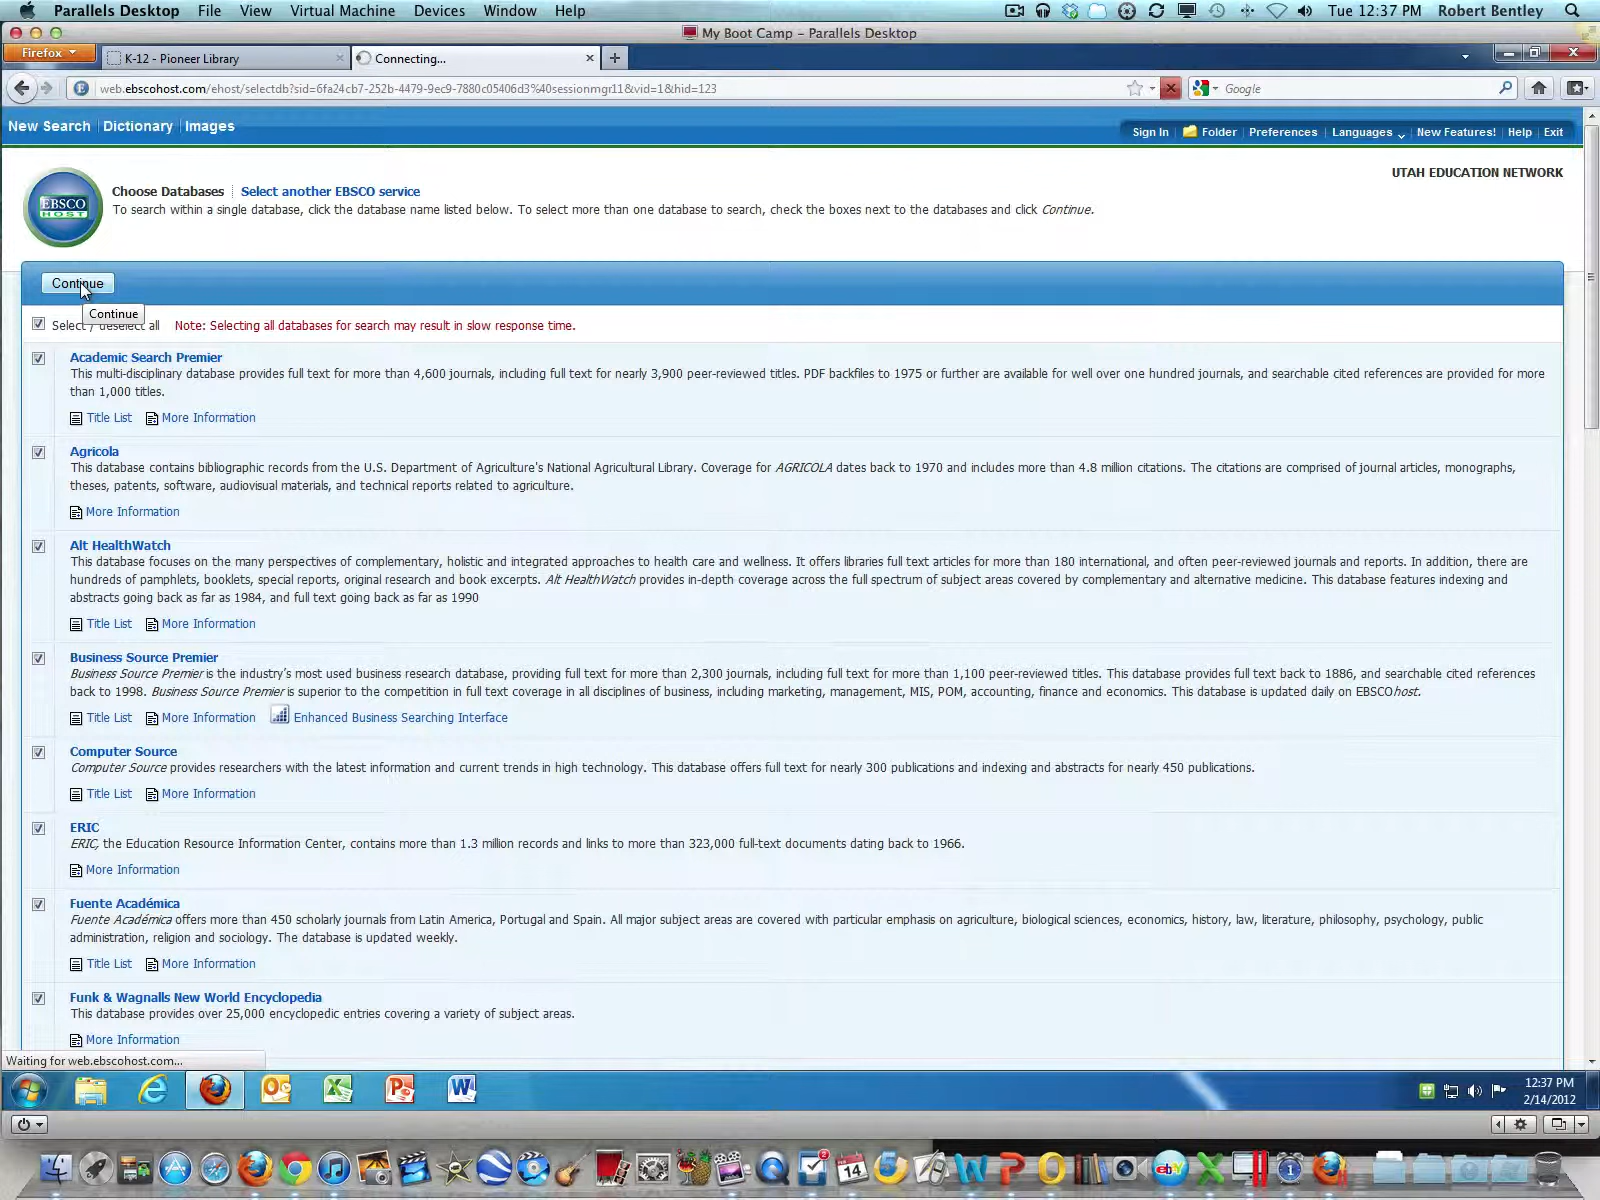 Parallels Desktop File View Virtual Machine Devices Window Help Tue 12:37 PM Robert Bentley
My Boot Camp - Parallels Desktop
Firefox K-12 - Pioneer Library Connecting...
web.ebscohost.com/ehost/selectdb?sid=6fa24cb7-252b-4479-9ec9-7880c05406d3%40sessionmgr11&vid=1&hid=123 Google
New Search Dictionary Images Sign In Folder Preferences Languages New Features! Help Exit
UTAH EDUCATION NETWORK
EBSCO
HOST
Choose Databases Select another EBSCO service
To search within a single database, click the database name listed below. To select more than one database to search, check the boxes next to the databases and click Continue.
Continue
Continue
Select / deselect all Note: Selecting all databases for search may result in slow response time.
Academic Search Premier
This multi-disciplinary database provides full text for more than 4,600 journals, including full text for nearly 3,900 peer-reviewed titles. PDF backfiles to 1975 or further are available for well over one hundred journals, and searchable cited references are provided for more
than 1,000 titles.
Title List More Information
Agricola
This database contains bibliographic records from the U.S. Department of Agriculture's National Agricultural Library. Coverage for AGRICOLA dates back to 1970 and includes more than 4.8 million citations. The citations are comprised of journal articles, monographs,
theses, patents, software, audiovisual materials, and technical reports related to agriculture.
More Information
Alt HealthWatch
This database focuses on the many perspectives of complementary, holistic and integrated approaches to health care and wellness. It offers libraries full text articles for more than 180 international, and often peer-reviewed journals and reports. In addition, there are
hundreds of pamphlets, booklets, special reports, original research and book excerpts. Alt HealthWatch provides in-depth coverage across the full spectrum of subject areas covered by complementary and alternative medicine. This database features indexing and
abstracts going back as far as 1984, and full text going back as far as 1990
Title List More Information
Business Source Premier
Business Source Premier is the industry's most used business research database, providing full text for more than 2,300 journals, including full text for more than 1,100 peer-reviewed titles. This database provides full text back to 1886, and searchable cited references
back to 1998. Business Source Premier is superior to the competition in full text coverage in all disciplines of business, including marketing, management, MIS, POM, accounting, finance and economics. This database is updated daily on EBSCOhost.
Title List More Information Enhanced Business Searching Interface
Computer Source
Computer Source provides researchers with the latest information and current trends in high technology. This database offers full text for nearly 300 publications and indexing and abstracts for nearly 450 publications.
Title List More Information
ERIC
ERIC, the Education Resource Information Center, contains more than 1.3 million records and links to more than 323,000 full-text documents dating back to 1966.
More Information
Fuente Académica
Fuente Académica offers more than 450 scholarly journals from Latin America, Portugal and Spain. All major subject areas are covered with particular emphasis on agriculture, biological sciences, economics, history, law, literature, philosophy, psychology, public
administration, religion and sociology. The database is updated weekly.
Title List More Information
Funk & Wagnalls New World Encyclopedia
This database provides over 25,000 encyclopedic entries covering a variety of subject areas.
More Information
Waiting for web.ebscohost.com...
12:37 PM
2/14/2012